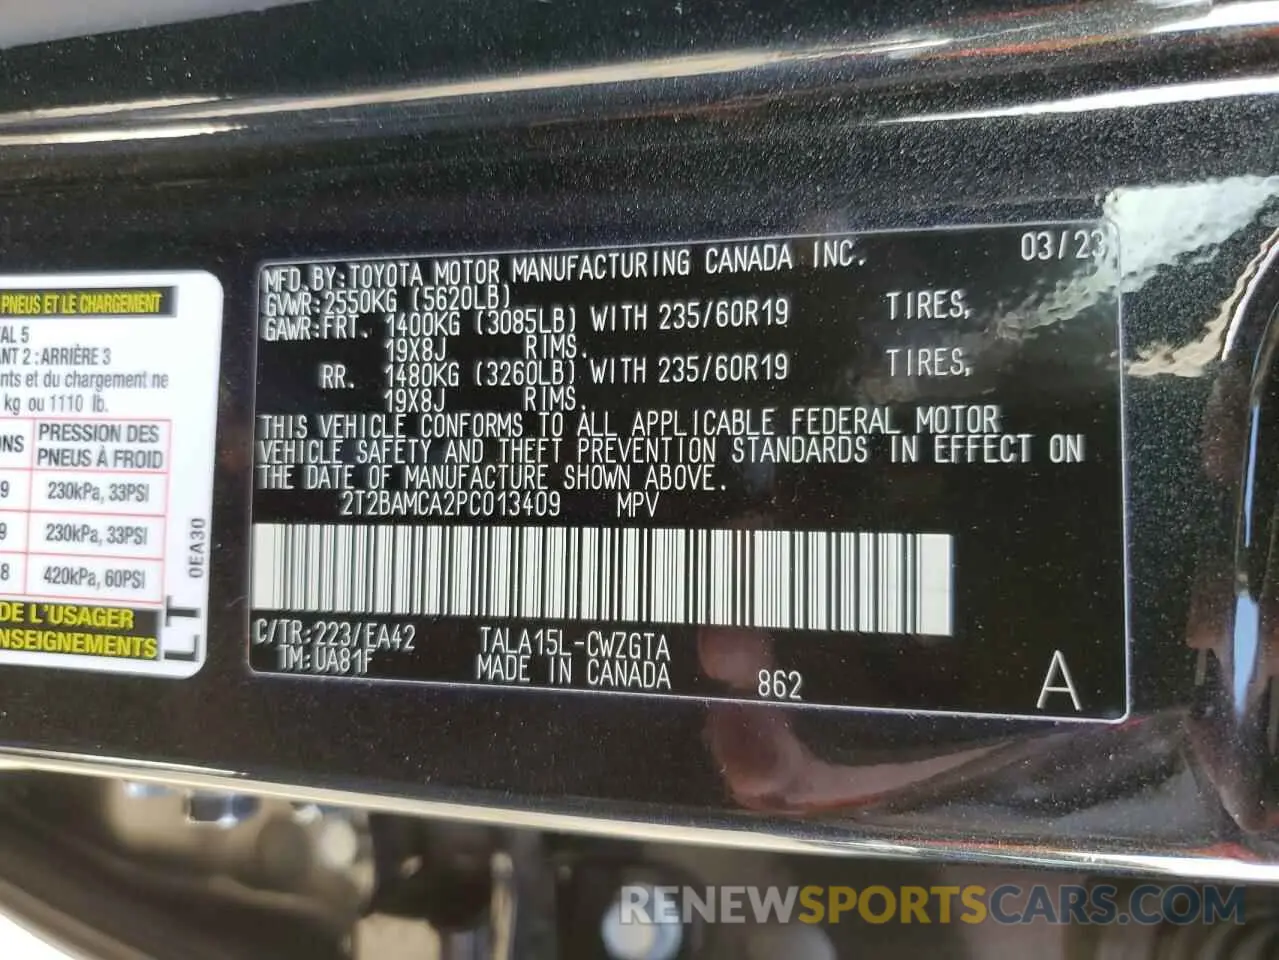 PNEUS ET LE CHARGEMENT
5
2 : ARRIÈRE 3
et du chargement ne
kg ou 1110 lb.
PRESSION DES
PNEUS À FROID
9 230kPa, 33PSI
9 230kPa, 33PSI
8 420kPa, 60PSI
DE L'USAGER
0EA30
LT
MFD.BY:TOYOTA MOTOR MANUFACTURING CANADA INC. 03/23
GVWR:2550KG (5620LB)
GAWR:FRT. 1400KG (3085LB) WITH 235/60R19 TIRES,
19X8J RIMS.
RR. 1480KG (3260LB) WITH 235/60R19 TIRES,
19X8J RIMS.
THIS VEHICLE CONFORMS TO ALL APPLICABLE FEDERAL MOTOR
VEHICLE SAFETY AND THEFT PREVENTION STANDARDS IN EFFECT ON
THE DATE OF MANUFACTURE SHOWN ABOVE.
2T2BAMCA2PC013409 MPV
C/TR:223/EA42 TALA15L-CWZGTA
TM:UA81F MADE IN CANADA 862 A
RENEWSPORTSCARS.COM